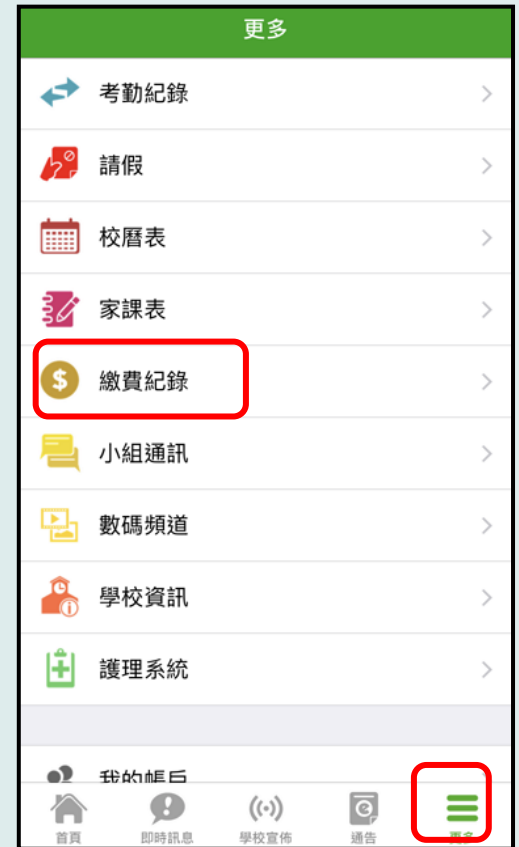 更多
考勤紀錄
請假
校曆表
家課表
繳費紀錄
小組通訊
數碼頻道
學校資訊
護理系統
我的帳戶
首頁
即時訊息
學校宣佈
通告
更多